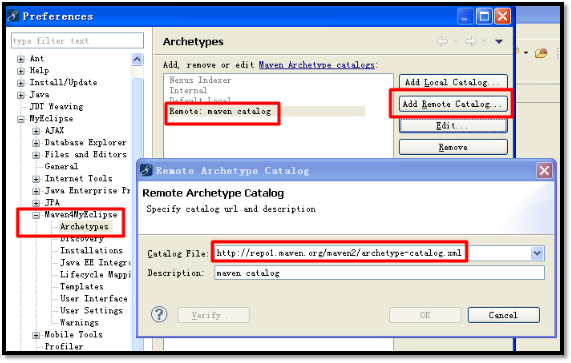 Preferences
type filter text
Ant
Help
Install/Update
Java
JDT Weaving
MyEclipse
AJAX
Database Explorer
Files and Editors
General
Internet Tools
Java Enterprise Pr
JPA
Maven4MyEclipse
Archetypes
Discovery
Installations
Java EE Integra
Lifecycle Mappi
Templates
User Interface
User Settings
Warnings
Mobile Tools
Profiler
Archetypes
Add, remove or edit Maven Archetype catalogs:
Nexus Indexer
Internal
Default Local
Remote: maven catalog
Add Local Catalog...
Add Remote Catalog...
Edit...
Remove
Remote Archetype Catalog
Remote Archetype Catalog
Specify catalog url and description
Catalog File: http://repo1.maven.org/maven2/archetype-catalog.xml
Description: maven catalog
Verify...
OK
Cancel